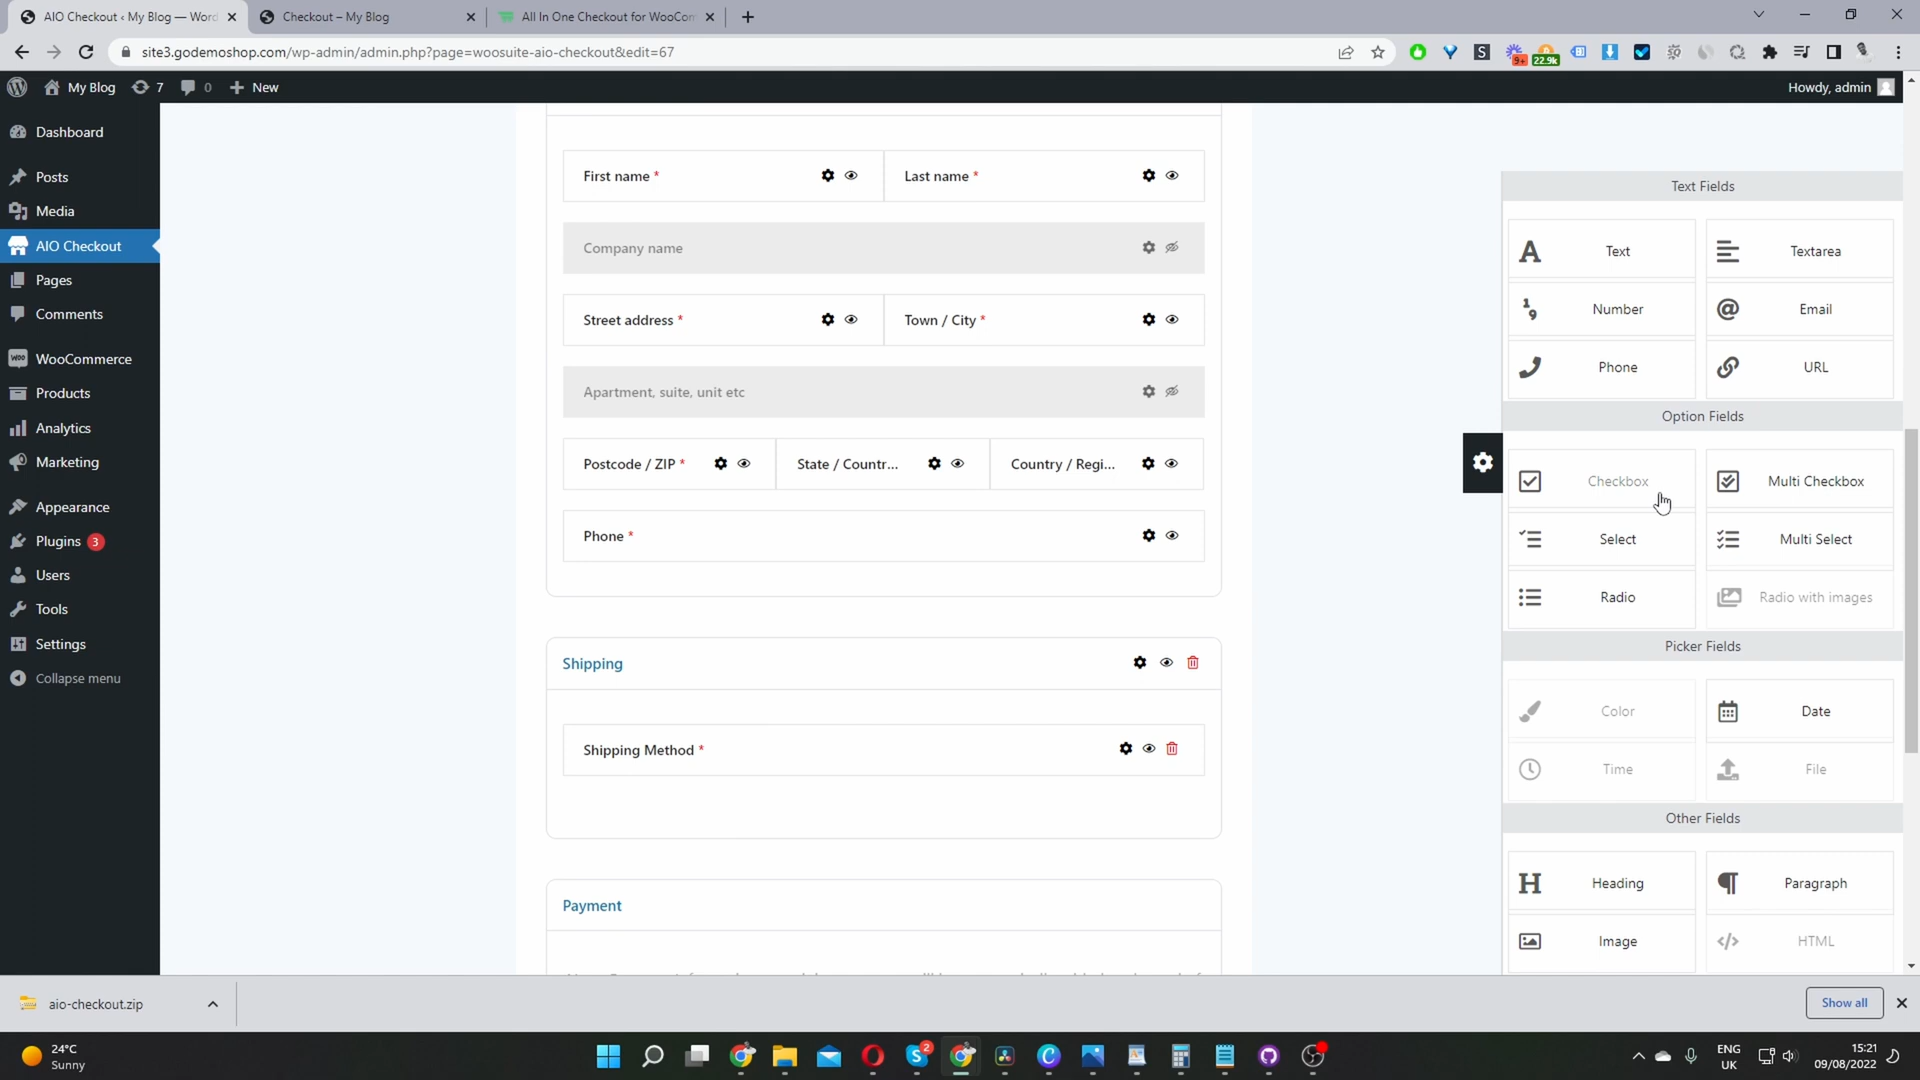 AIO Checkout ‹ My Blog — Word
Checkout – My Blog
All In One Checkout for WooCom
site3.godemoshop.com/wp-admin/admin.php?page=woosuite-aio-checkout&edit=67
9+
22.9k
My Blog
7
0
New
Howdy, admin
Dashboard
Posts
Media
AIO Checkout
Pages
Comments
WooCommerce
Products
Analytics
Marketing
Appearance
Plugins 3
Users
Tools
Settings
Collapse menu
First name *
Last name *
Company name
Street address *
Town / City *
Apartment, suite, unit etc
Postcode / ZIP *
State / Countr...
Country / Regi...
Phone *
Shipping
Shipping Method *
Payment
Text Fields
Text
Textarea
Number
Email
Phone
URL
Option Fields
Checkbox
Multi Checkbox
Select
Multi Select
Radio
Radio with images
Picker Fields
Color
Date
Time
File
Other Fields
Heading
Paragraph
Image
HTML
aio-checkout.zip
Show all
24°C
Sunny
2
ENG
UK
15:21
09/08/2022